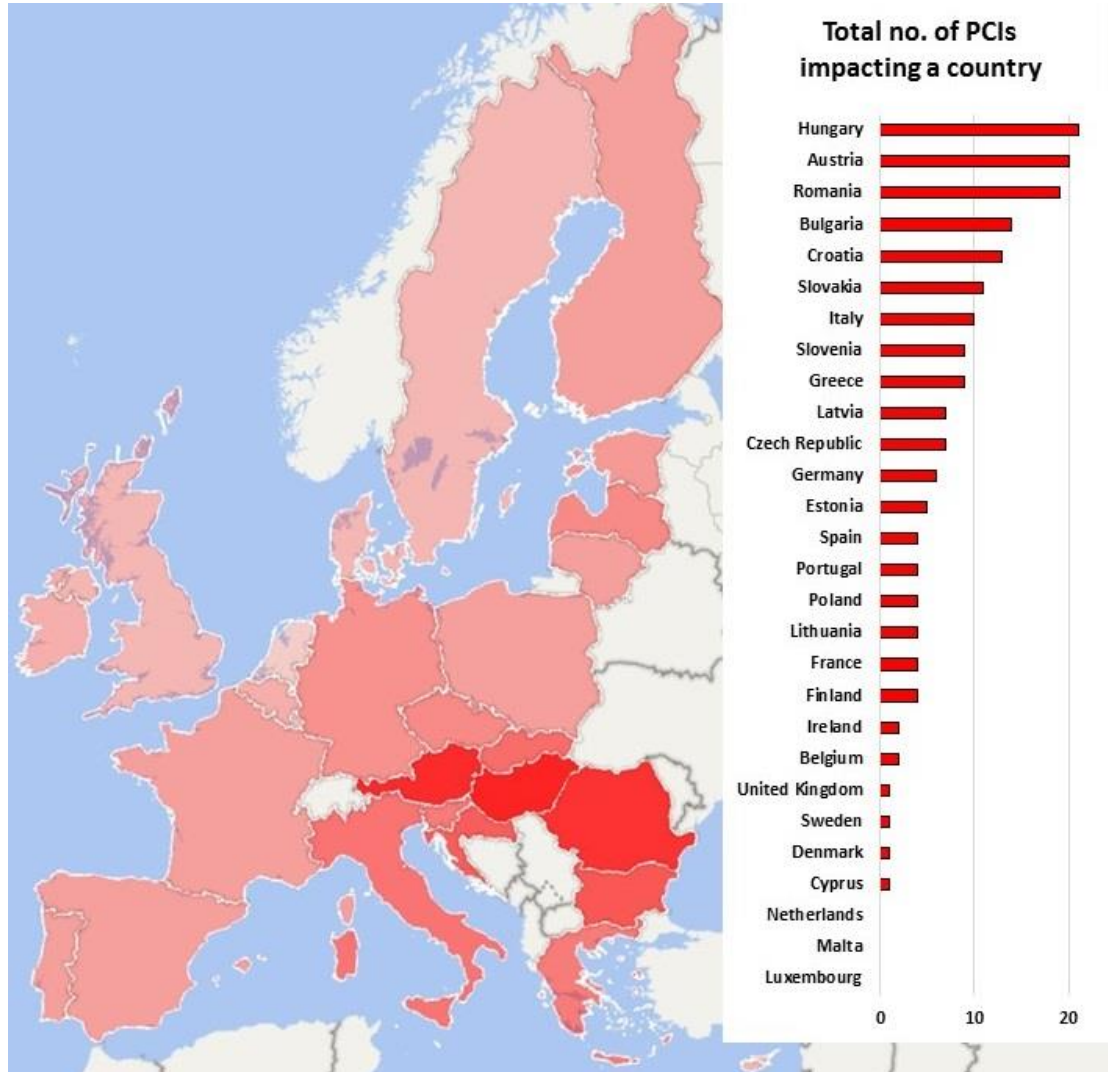 Total no. of PCIs
impacting a country
Hungary
Austria
Romania
Bulgaria
Croatia
Slovakia
Italy
Slovenia
Greece
Latvia
Czech Republic
Germany
Estonia
Spain
Portugal
Poland
Lithuania
France
Finland
Ireland
Belgium
United Kingdom
Sweden
Denmark
Cyprus
Netherlands
Malta
Luxembourg
0 10 20